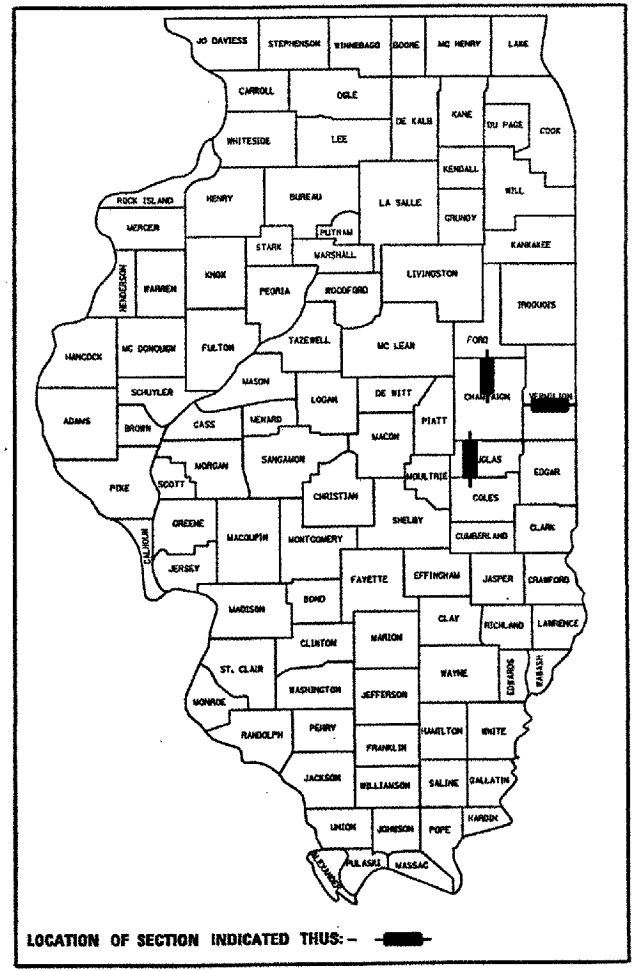 JO DAVIESS STEPHENSON WINNEBAGO BOONE MC HENRY LAKE
CARROLL OGLE
DE KALB KANE DU PAGE COOK
WHITESIDE LEE
KENDALL
WILL
ROCK ISLAND HENRY BUREAU LA SALLE
GRUNDY
MERCER PUTNAM
STARK MARSHALL KANKAKEE
HENDERSON WARREN KNOX LIVINGSTON
PEORIA WOODFORD IROQUOIS
HANCOCK MC DONOUGH FULTON TAZEWELL MC LEAN FORD
MASON
SCHUYLER LOGAN DE WITT CHAMPAIGN VERMILION
ADAMS BROWN CASS MENARD PIATT
MACON
MORGAN SANGAMON UGLAS
PIKE SCOTT MOULTRIE EDGAR
CHRISTIAN COLES
GREENE SHELBY
CALHOUN MACOUPIN MONTGOMERY CUMBERLAND CLARK
JERSEY
FAYETTE EFFINGHAM JASPER CRAWFORD
MADISON BOND
CLAY RICHLAND LAWRENCE
CLINTON MARION
ST. CLAIR WAYNE EDWARDS WABASH
WASHINGTON JEFFERSON
MONROE
RANDOLPH PERRY HAMILTON WHITE
FRANKLIN
JACKSON WILLIAMSON SALINE GALLATIN
UNION JOHNSON POPE HARDIN
ALEXANDER PULASKI MASSAC
LOCATION OF SECTION INDICATED THUS: -